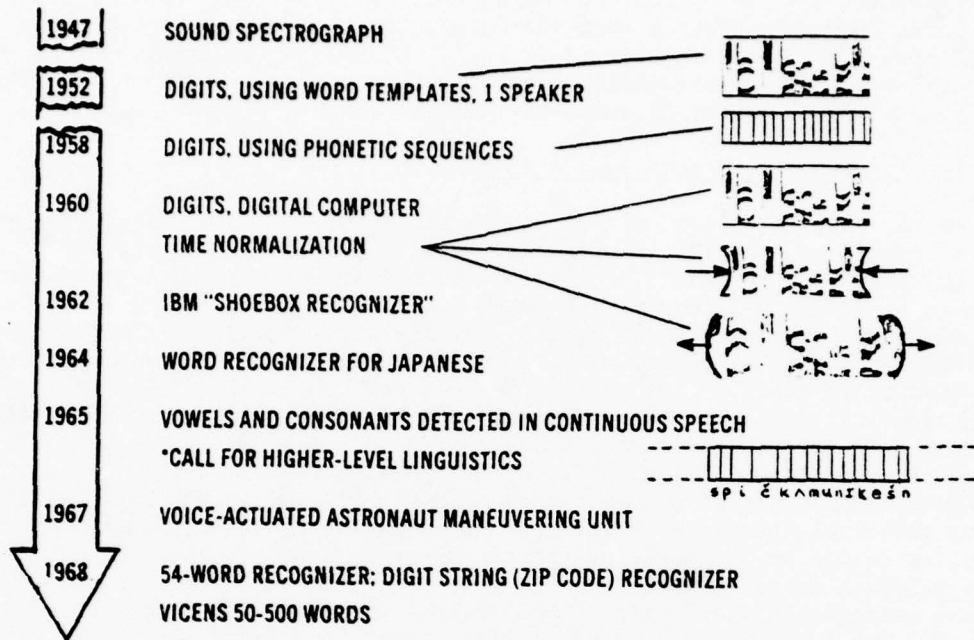 1947 SOUND SPECTROGRAPH
1952 DIGITS, USING WORD TEMPLATES, 1 SPEAKER
1958 DIGITS, USING PHONETIC SEQUENCES
1960 DIGITS, DIGITAL COMPUTER
TIME NORMALIZATION
1962 IBM "SHOEBOX RECOGNIZER"
1964 WORD RECOGNIZER FOR JAPANESE
1965 VOWELS AND CONSONANTS DETECTED IN CONTINUOUS SPEECH
*CALL FOR HIGHER-LEVEL LINGUISTICS
spičkʌmunɪkešn
1967 VOICE-ACTUATED ASTRONAUT MANEUVERING UNIT
1968 54-WORD RECOGNIZER; DIGIT STRING (ZIP CODE) RECOGNIZER
VICENS 50-500 WORDS